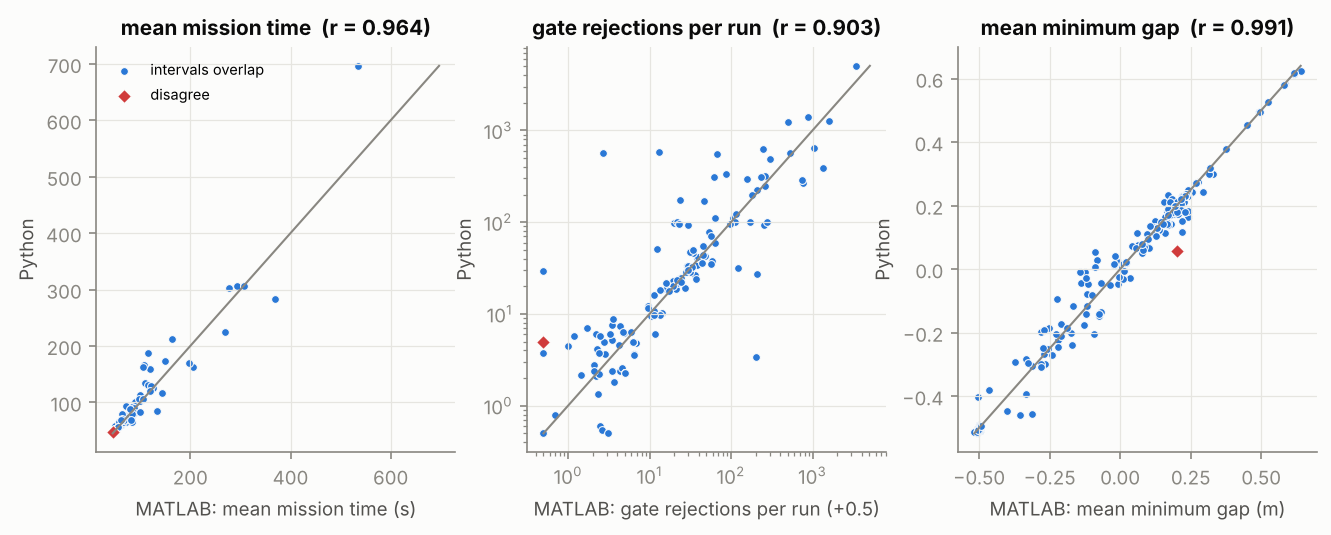 mean mission time (r = 0.964)
intervals overlap
disagree
700
600
500
400
300
200
100
200
400
600
Python
MATLAB: mean mission time (s)
gate rejections per run (r = 0.903)
10³
10²
10¹
10⁰
10⁰
10¹
10²
10³
Python
MATLAB: gate rejections per run (+0.5)
mean minimum gap (r = 0.991)
0.6
0.4
0.2
0.0
−0.2
−0.4
−0.50
−0.25
0.00
0.25
0.50
Python
MATLAB: mean minimum gap (m)